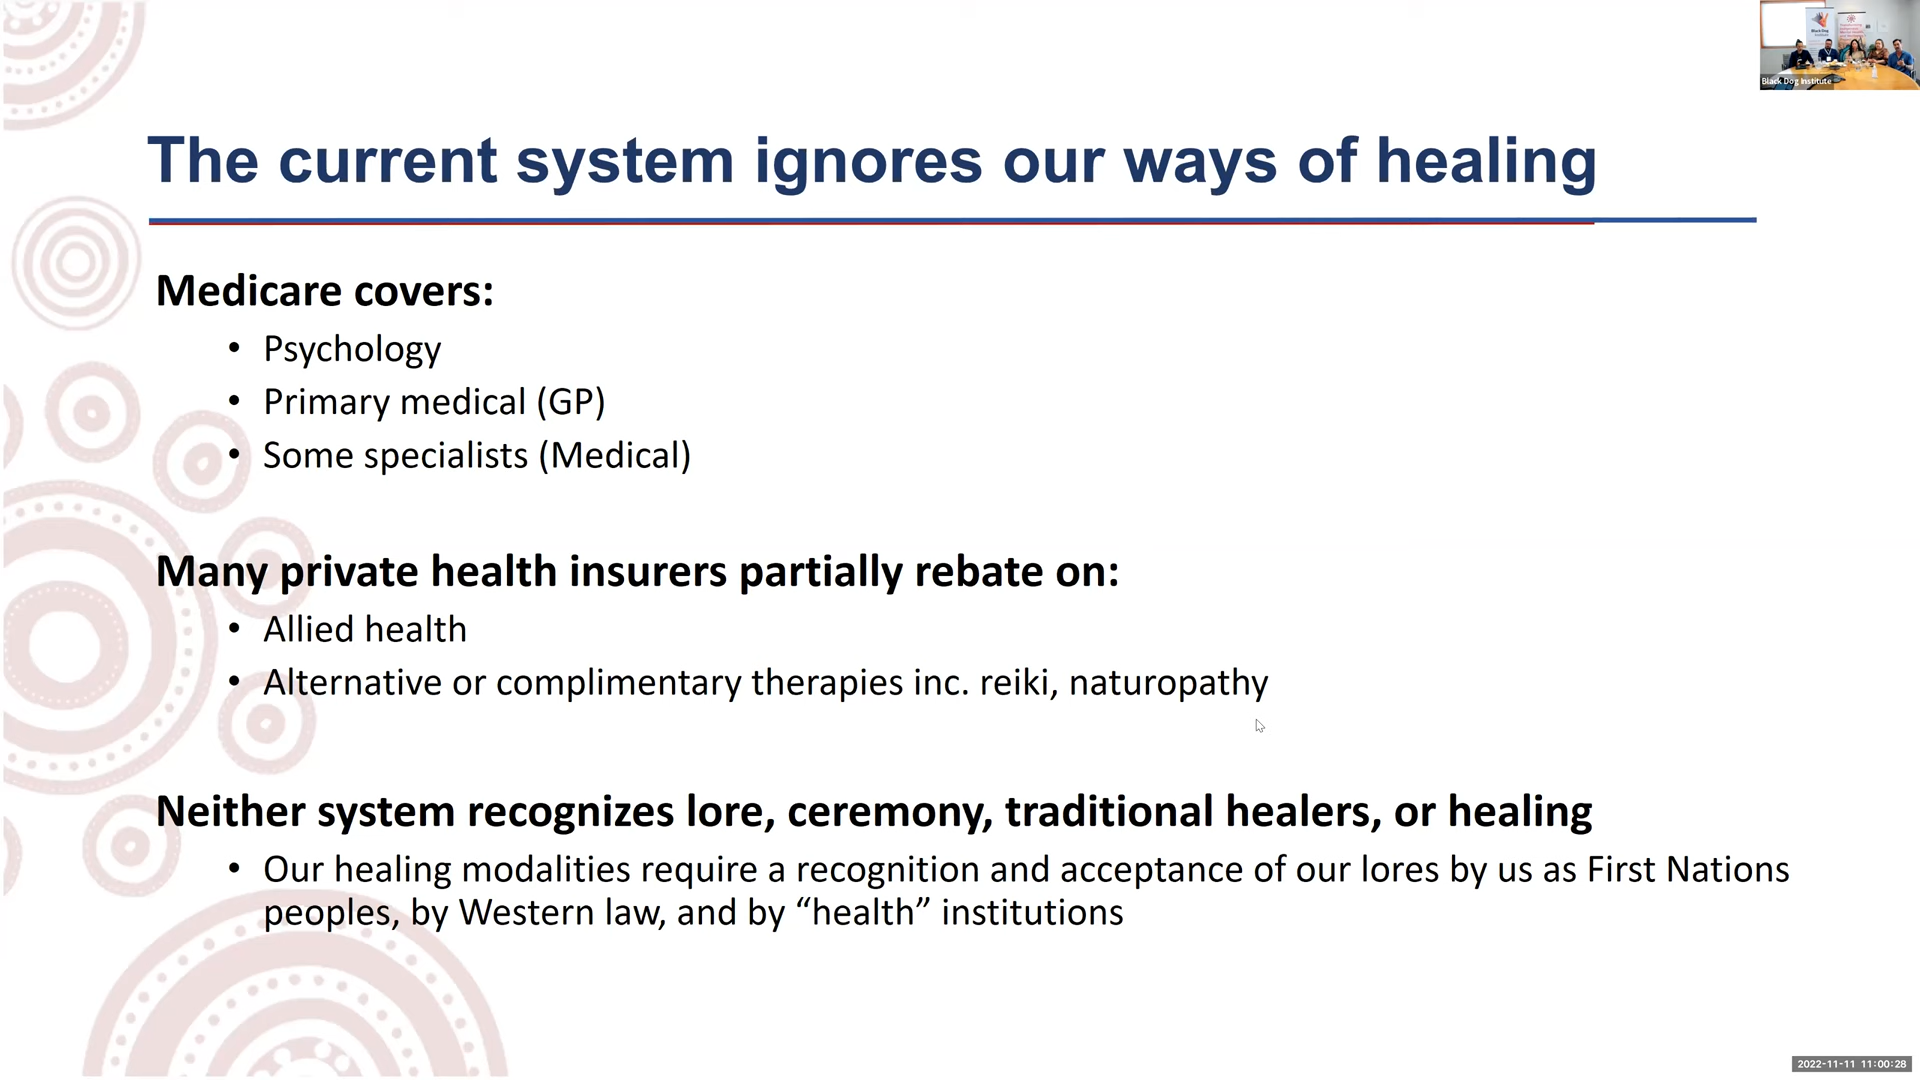 Black Dog Institute
The current system ignores our ways of healing
Medicare covers:
• Psychology
• Primary medical (GP)
• Some specialists (Medical)
Many private health insurers partially rebate on:
• Allied health
• Alternative or complimentary therapies inc. reiki, naturopathy
Neither system recognizes lore, ceremony, traditional healers, or healing
• Our healing modalities require a recognition and acceptance of our lores by us as First Nations
peoples, by Western law, and by “health” institutions
2022-11-11 11:00:28